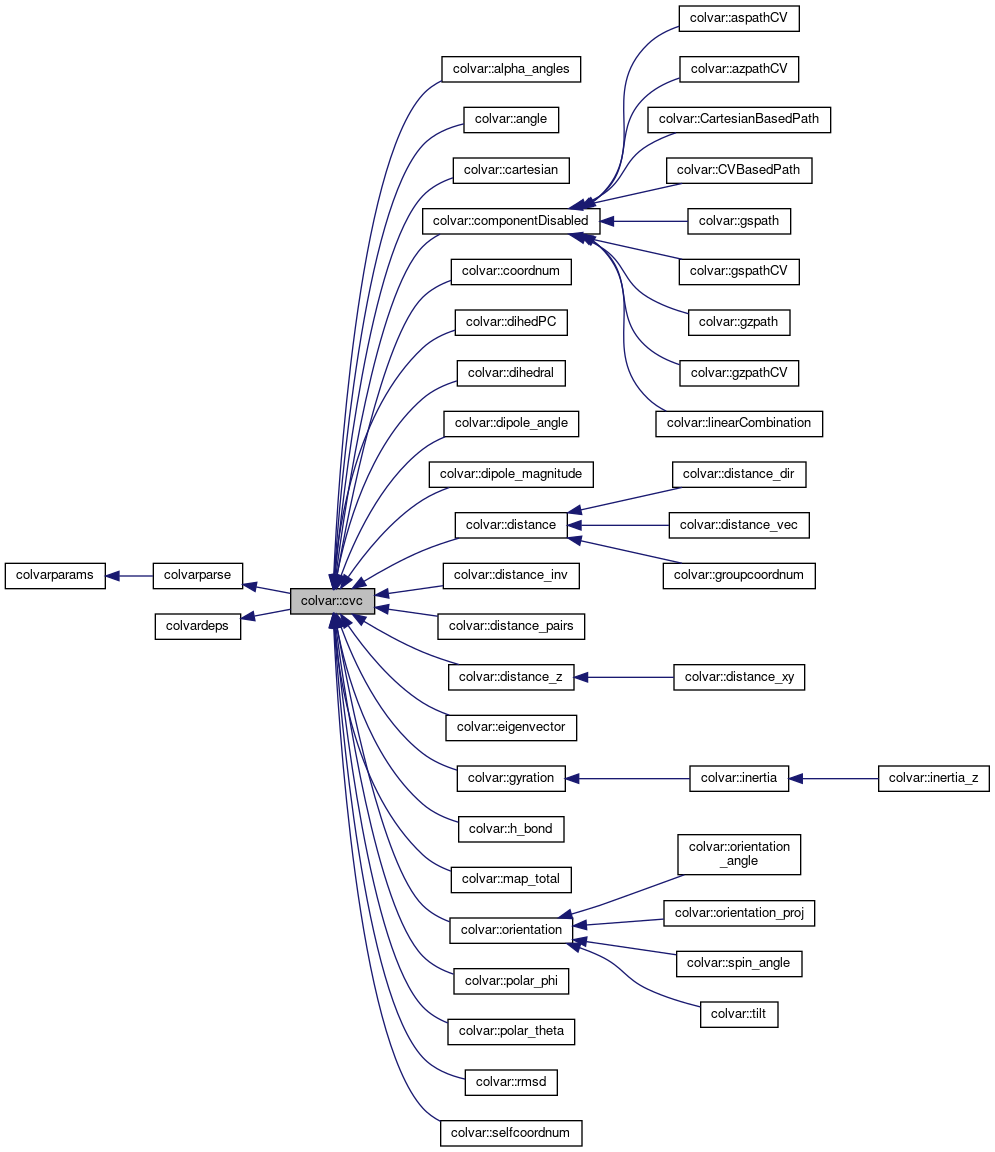 colvar::aspathCV
colvar::alpha_angles
colvar::azpathCV
colvar::angle
colvar::CartesianBasedPath
colvar::cartesian
colvar::CVBasedPath
colvar::componentDisabled
colvar::gspath
colvar::coordnum
colvar::gspathCV
colvar::dihedPC
colvar::gzpath
colvar::dihedral
colvar::gzpathCV
colvar::dipole_angle
colvar::linearCombination
colvar::dipole_magnitude
colvar::distance_dir
colvar::distance
colvar::distance_vec
colvarparams
colvarparse
colvar::distance_inv
colvar::groupcoordnum
colvar::cvc
colvardeps
colvar::distance_pairs
colvar::distance_z
colvar::distance_xy
colvar::eigenvector
colvar::gyration
colvar::inertia
colvar::inertia_z
colvar::h_bond
colvar::orientation
_angle
colvar::map_total
colvar::orientation_proj
colvar::orientation
colvar::spin_angle
colvar::polar_phi
colvar::tilt
colvar::polar_theta
colvar::rmsd
colvar::selfcoordnum